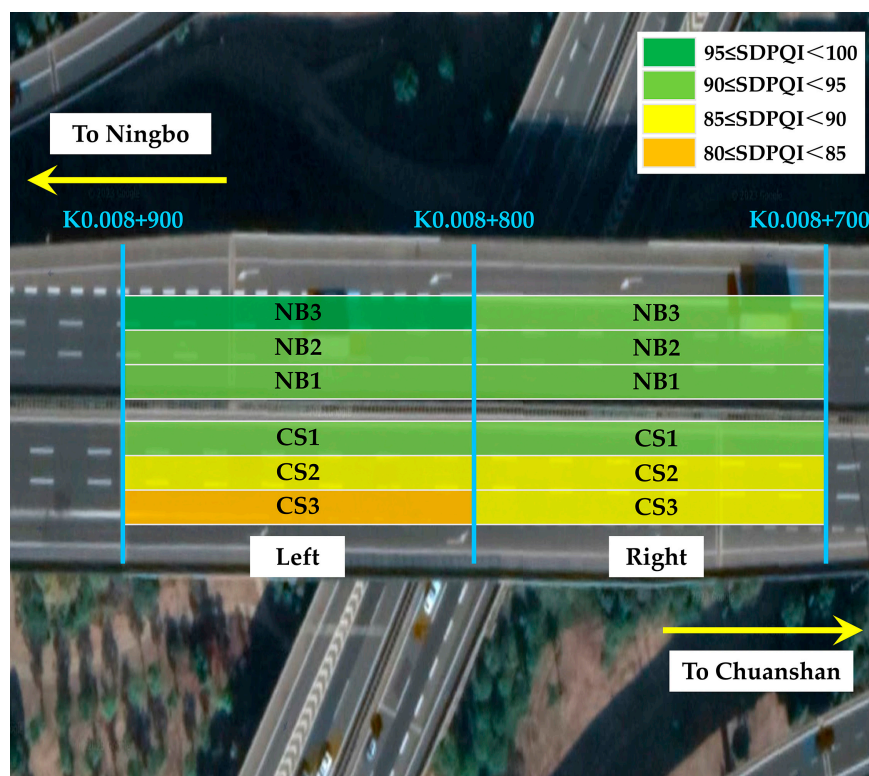 95≤SDPQI<100
90≤SDPQI<95
85≤SDPQI<90
80≤SDPQI<85
To Ningbo
K0.008+900
K0.008+800
K0.008+700
NB3
NB3
NB2
NB2
NB1
NB1
CS1
CS1
CS2
CS2
CS3
CS3
Left
Right
To Chuanshan